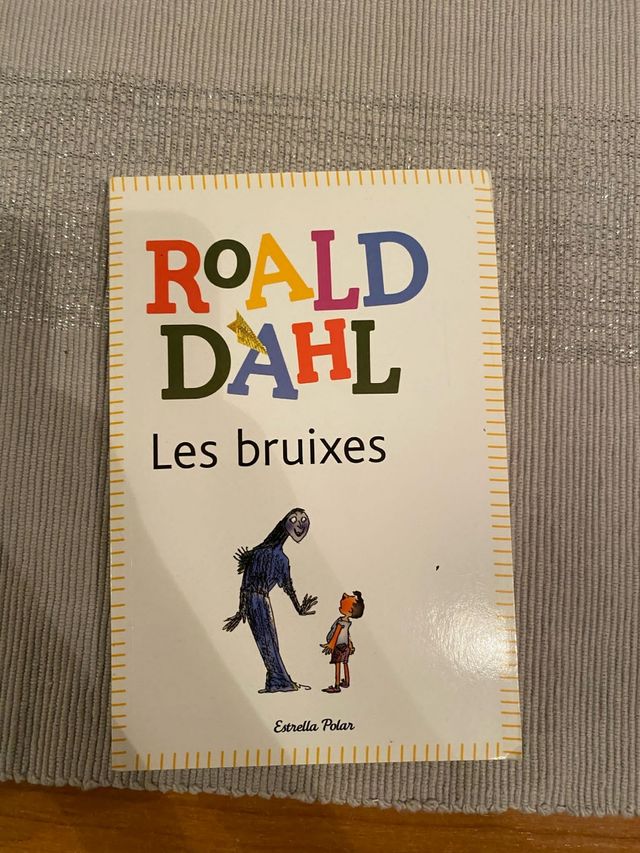 ROALD
DAHL
Les bruixes
Estrella Polar